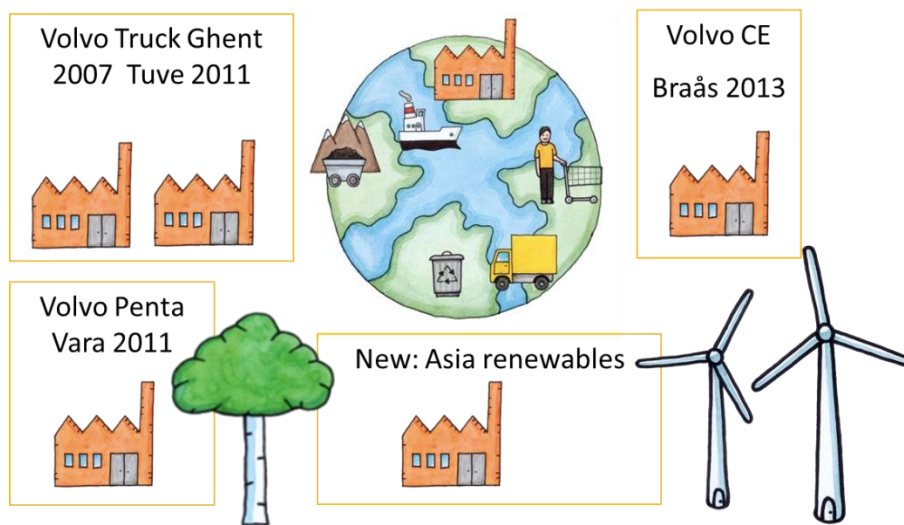 Volvo Truck Ghent
2007  Tuve 2011
Volvo CE
Braås 2013
Volvo Penta
Vara 2011
New: Asia renewables